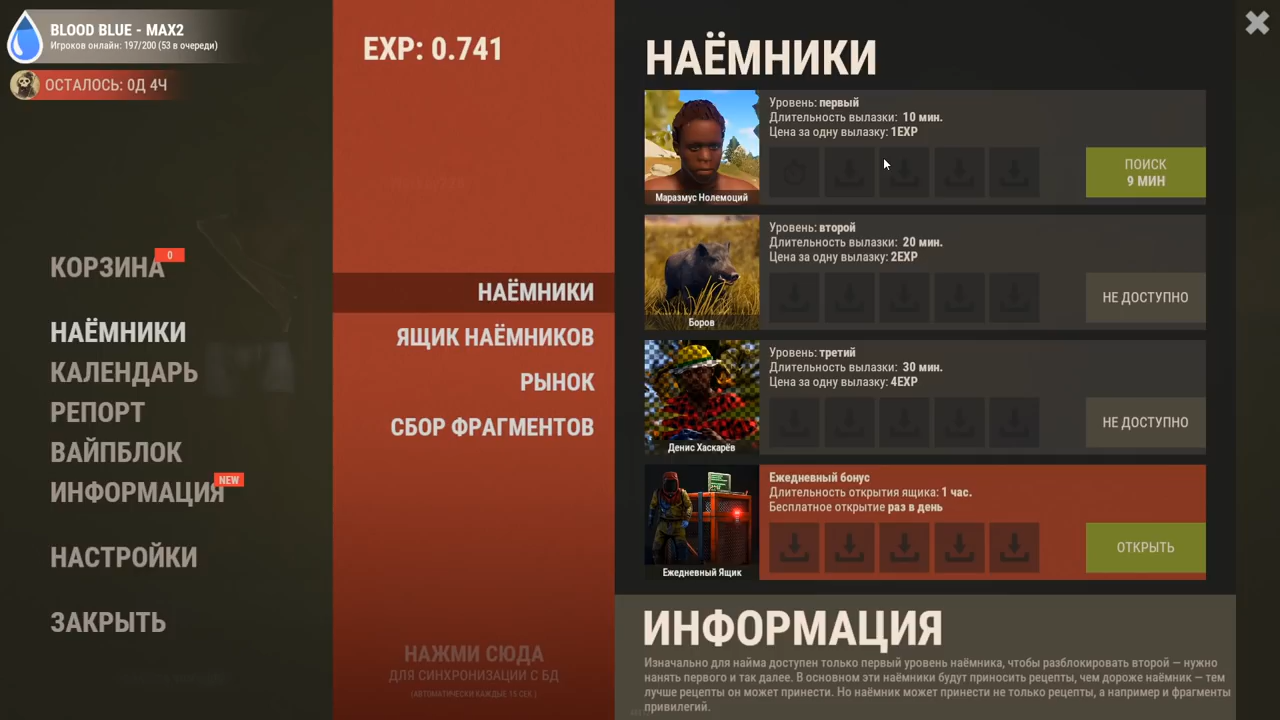 BLOOD BLUE - MAX2
Игроков онлайн: 197/200 (53 в очереди)
ОСТАЛОСЬ: 0Д 4Ч
КОРЗИНА
0
НАЁМНИКИ
КАЛЕНДАРЬ
РЕПОРТ
ВАЙПБЛОК
ИНФОРМАЦИЯ
NEW
НАСТРОЙКИ
ЗАКРЫТЬ
EXP: 0.741
НАЁМНИКИ
ЯЩИК НАЁМНИКОВ
РЫНОК
СБОР ФРАГМЕНТОВ
НАЖМИ СЮДА
ДЛЯ СИНХРОНИЗАЦИИ С БД
(АВТОМАТИЧЕСКИ КАЖДЫЕ 15 СЕК.)
НАЁМНИКИ
Маразмус Нолемоций
Уровень: первый
Длительность вылазки: 10 мин.
Цена за одну вылазку: 1EXP
ПОИСК
9 МИН
Боров
Уровень: второй
Длительность вылазки: 20 мин.
Цена за одну вылазку: 2EXP
НЕ ДОСТУПНО
Денис Хаскарёв
Уровень: третий
Длительность вылазки: 30 мин.
Цена за одну вылазку: 4EXP
НЕ ДОСТУПНО
Ежедневный Ящик
Ежедневный бонус
Длительность открытия ящика: 1 час.
Бесплатное открытие раз в день
ОТКРЫТЬ
ИНФОРМАЦИЯ
Изначально для найма доступен только первый уровень наёмника, чтобы разблокировать второй — нужно
нанять первого и так далее. В основном эти наёмники будут приносить рецепты, чем дороже наёмник — тем
лучше рецепты он может принести. Но наёмник может принести не только рецепты, а например и фрагменты
привилегий.